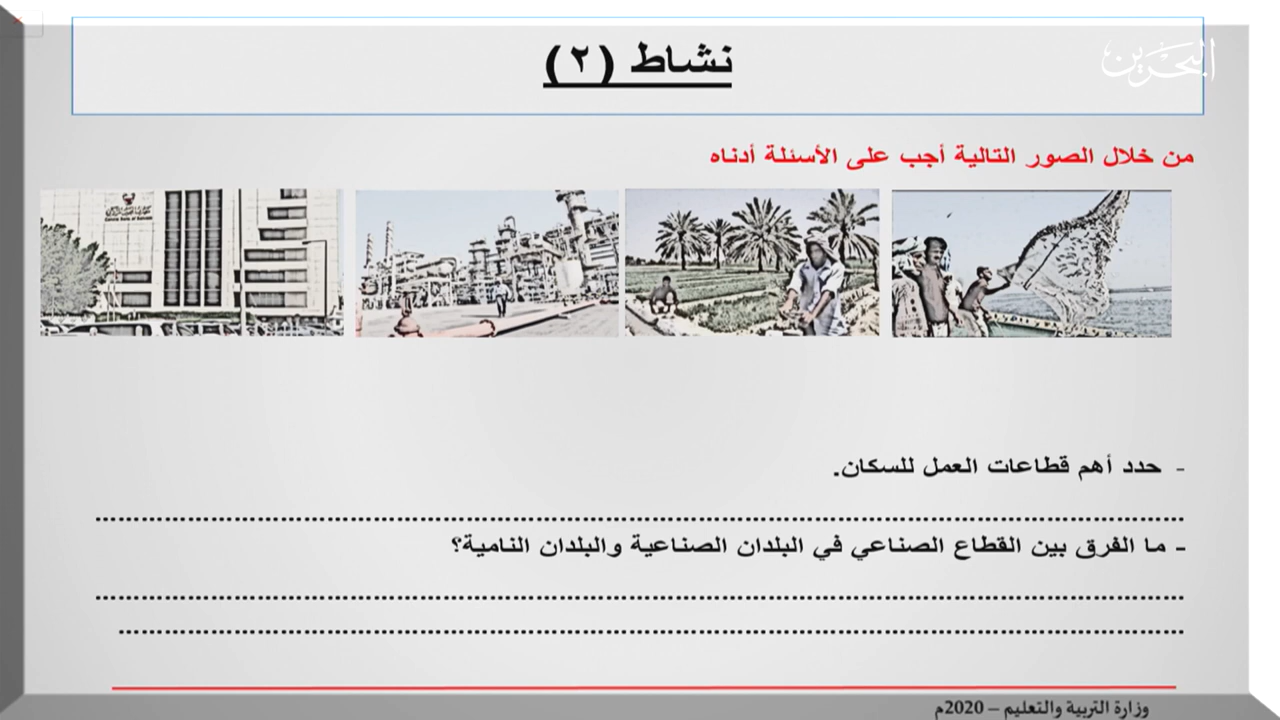 نشاط (٢)
البحرين
من خلال الصور التالية أجب على الأسئلة أدناه
- حدد أهم قطاعات العمل للسكان.
- ما الفرق بين القطاع الصناعي في البلدان الصناعية والبلدان النامية؟
وزارة التربية والتعليم – 2020م